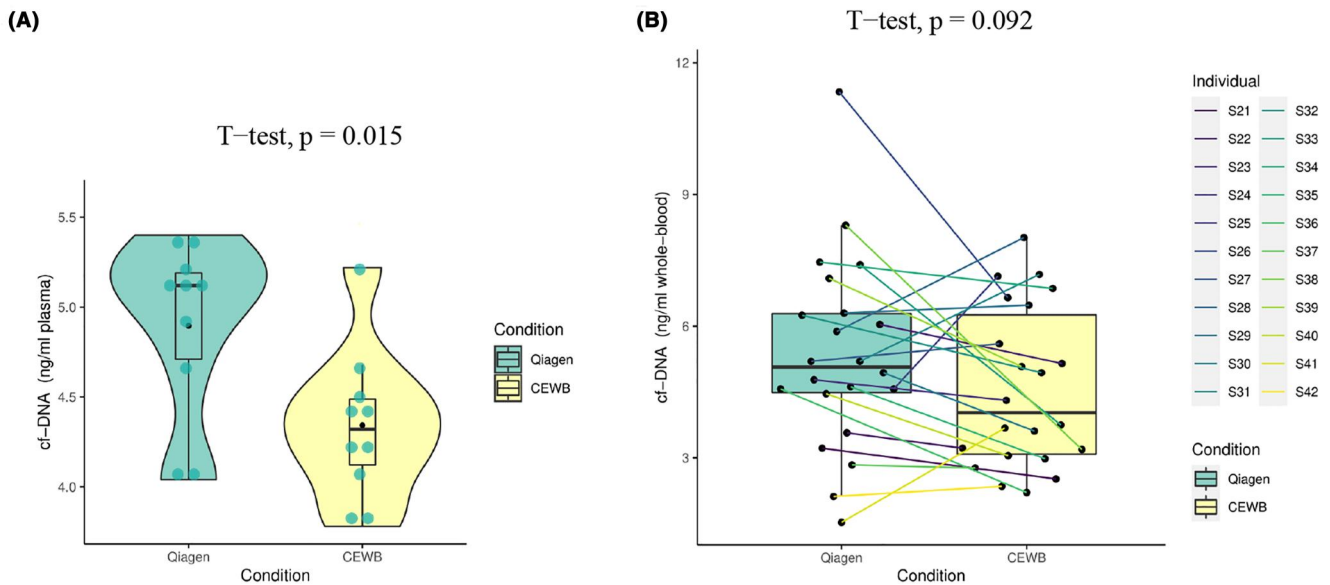 (A)
T-test, p = 0.015
cf-DNA (ng/ml plasma)
5.5
5.0
4.5
4.0
Qiagen
CEWB
Condition
Condition
Qiagen
CEWB
(B)
T-test, p = 0.092
cf-DNA (ng/ml whole-blood)
12
9
6
3
Qiagen
CEWB
Condition
Individual
S21 S32
S22 S33
S23 S34
S24 S35
S25 S36
S26 S37
S27 S38
S28 S39
S29 S40
S30 S41
S31 S42
Condition
Qiagen
CEWB